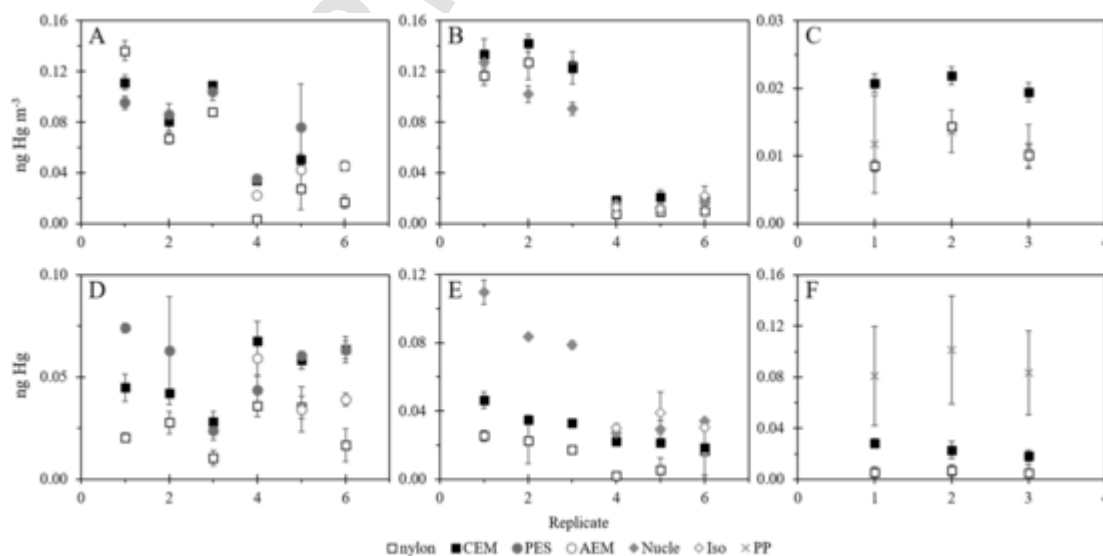 0.16 A 0.16 B 0.03 C
0.12 0.12
0.02
ng Hg m⁻³
0.08 0.08
0.01
0.04 0.04
0.00 0.00 0.00
0 2 4 6 0 2 4 6 0 1 2 3
0.10 D 0.12 E 0.16 F
0.12
0.08
ng Hg
0.05 0.08
0.04
0.04
0.00 0.00 0.00
0 2 4 6 0 2 4 6 0 1 2 3 4
Replicate
nylon CEM PES AEM Nucle Iso PP